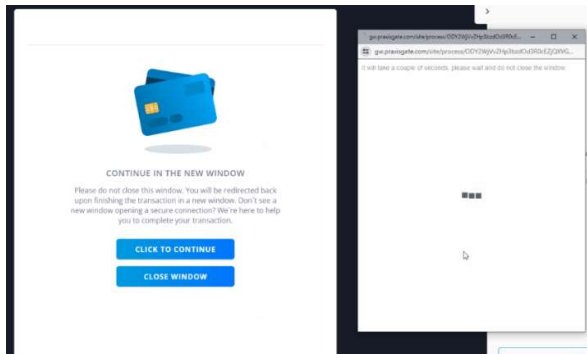 CONTINUE IN THE NEW WINDOW
Please do not close this window. You will be redirected back
upon finishing the transaction in a new window. Don't see a
new window opening a secure connection? We're here to help
you to complete your transaction.
CLICK TO CONTINUE
CLOSE WINDOW
It will take a couple of seconds, please wait and do not close the window.